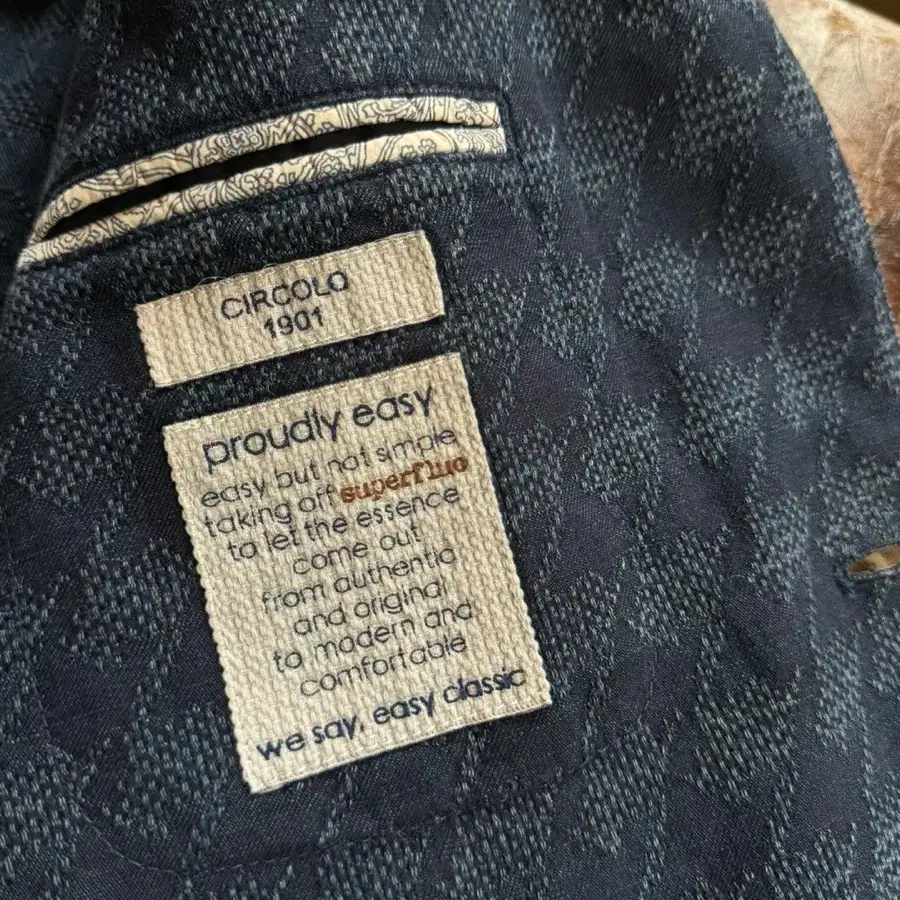 CIRCOLO
1901
proudly easy
easy but not simple
taking off superfluo
to let the essence
come out
from authentic
and original
to modern and
comfortable
we say, easy classic